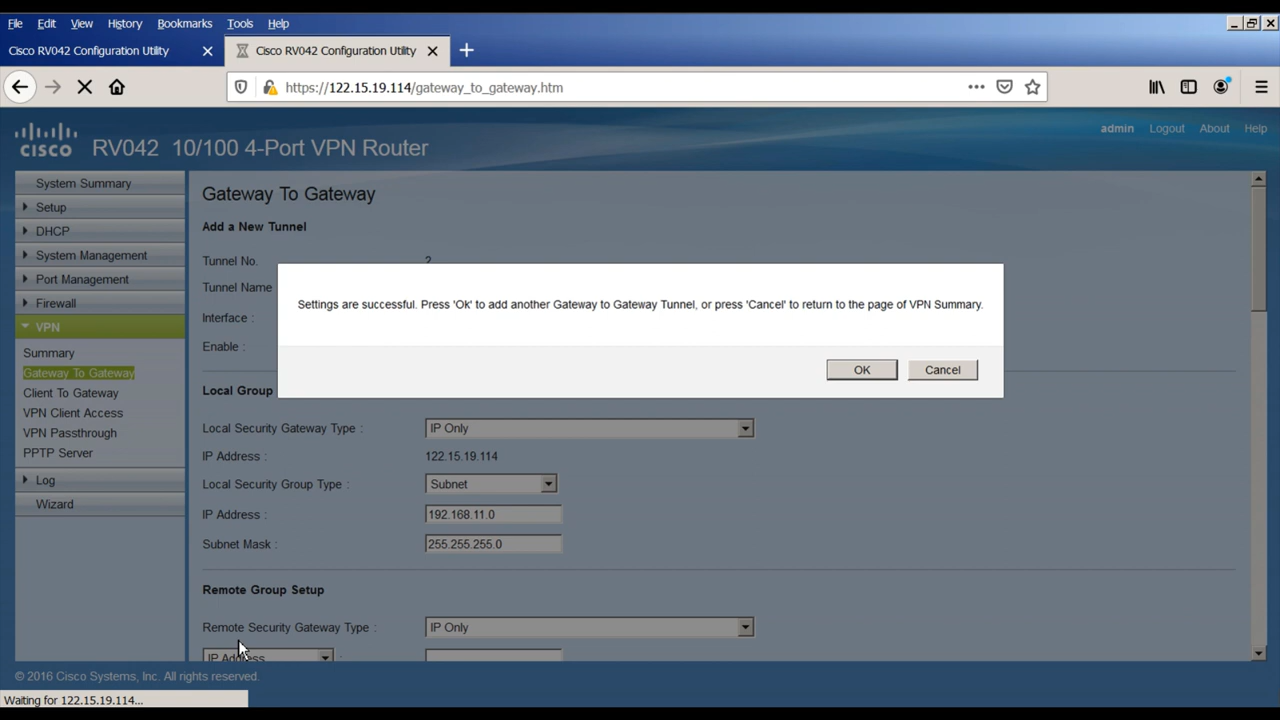 File Edit View History Bookmarks Tools Help
Cisco RV042 Configuration Utility
Cisco RV042 Configuration Utility
https://122.15.19.114/gateway_to_gateway.htm
cisco RV042 10/100 4-Port VPN Router
admin Logout About Help
System Summary
Setup
DHCP
System Management
Port Management
Firewall
VPN
Summary
Gateway To Gateway
Client To Gateway
VPN Client Access
VPN Passthrough
PPTP Server
Log
Wizard
Gateway To Gateway
Add a New Tunnel
Tunnel No. 2
Tunnel Name
Interface :
Enable :
Settings are successful. Press 'Ok' to add another Gateway to Gateway Tunnel, or press 'Cancel' to return to the page of VPN Summary.
OK Cancel
Local Group
Local Security Gateway Type : IP Only
IP Address : 122.15.19.114
Local Security Group Type : Subnet
IP Address : 192.168.11.0
Subnet Mask : 255.255.255.0
Remote Group Setup
Remote Security Gateway Type : IP Only
IP Address :
© 2016 Cisco Systems, Inc. All rights reserved.
Waiting for 122.15.19.114...